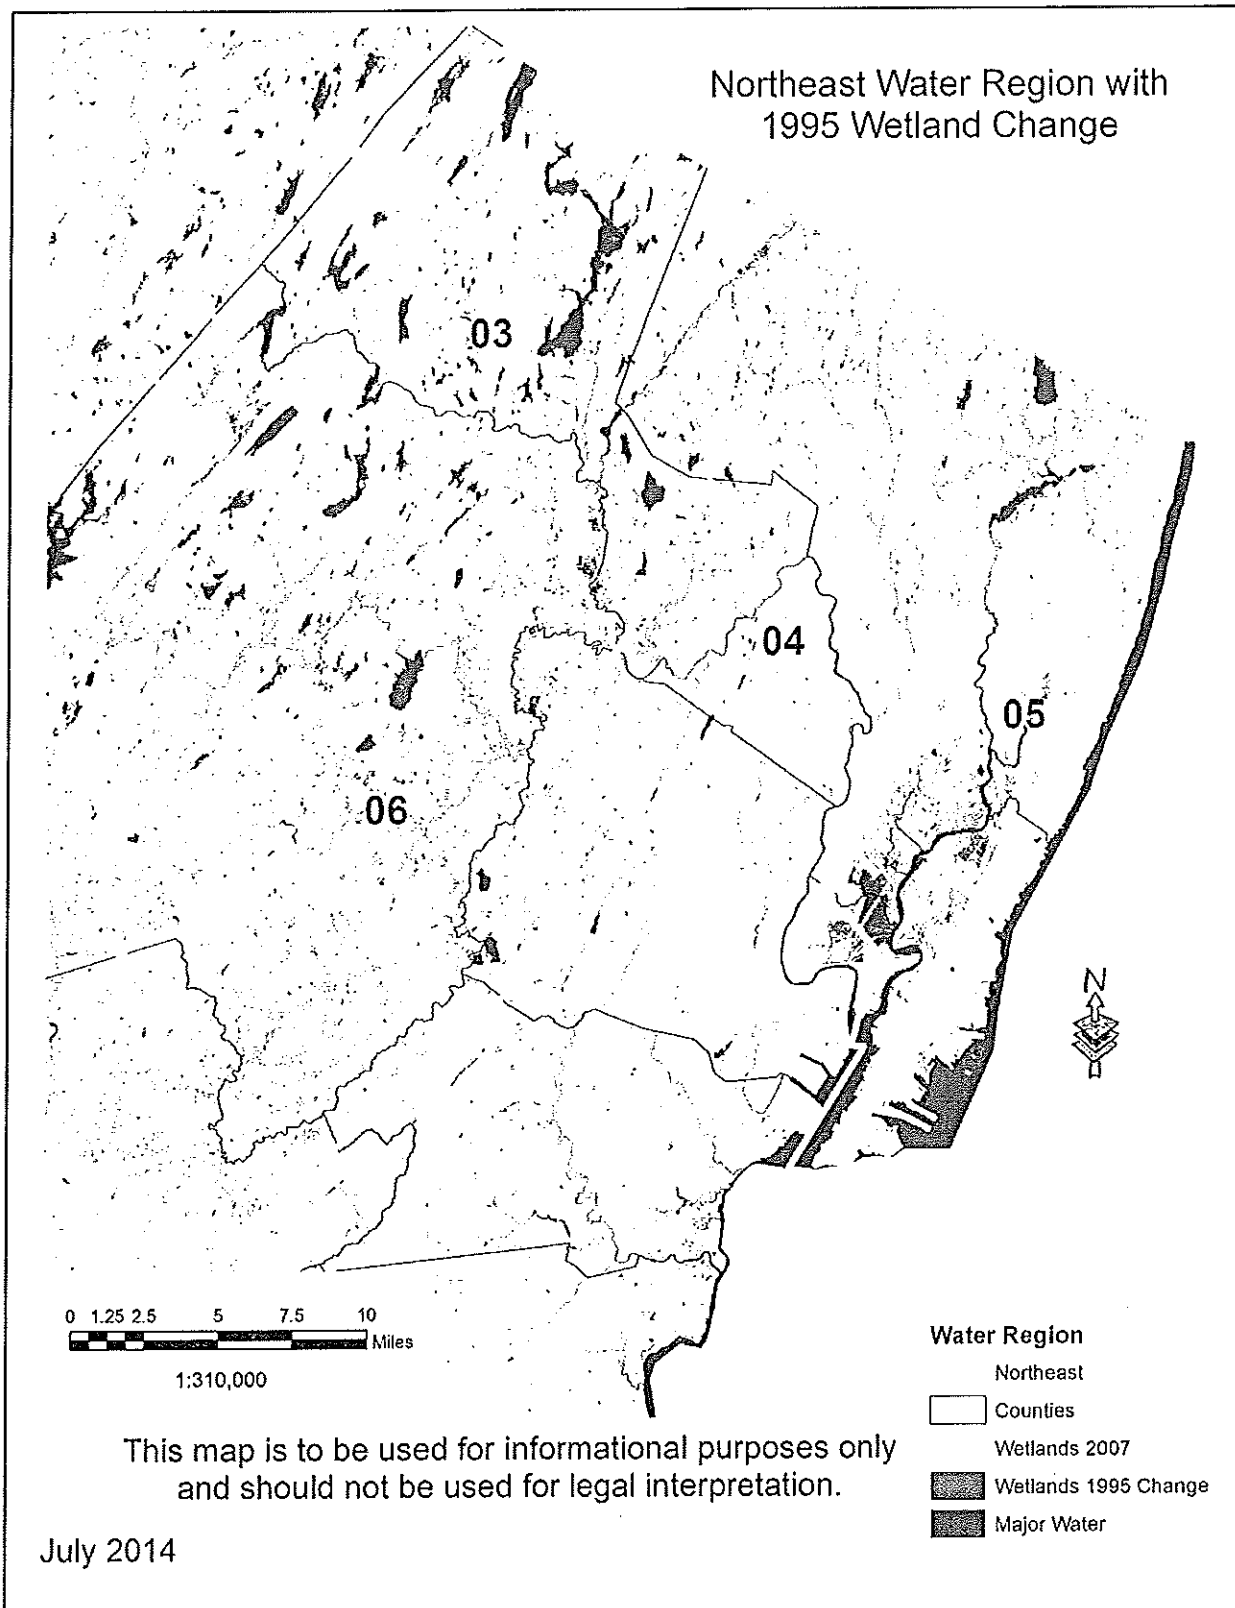 Northeast Water Region with
1995 Wetland Change
03
04
05
06
N
0 1.25 2.5 5 7.5 10
Miles
1:310,000
Water Region
Northeast
Counties
Wetlands 2007
Wetlands 1995 Change
Major Water
This map is to be used for informational purposes only
and should not be used for legal interpretation.
July 2014